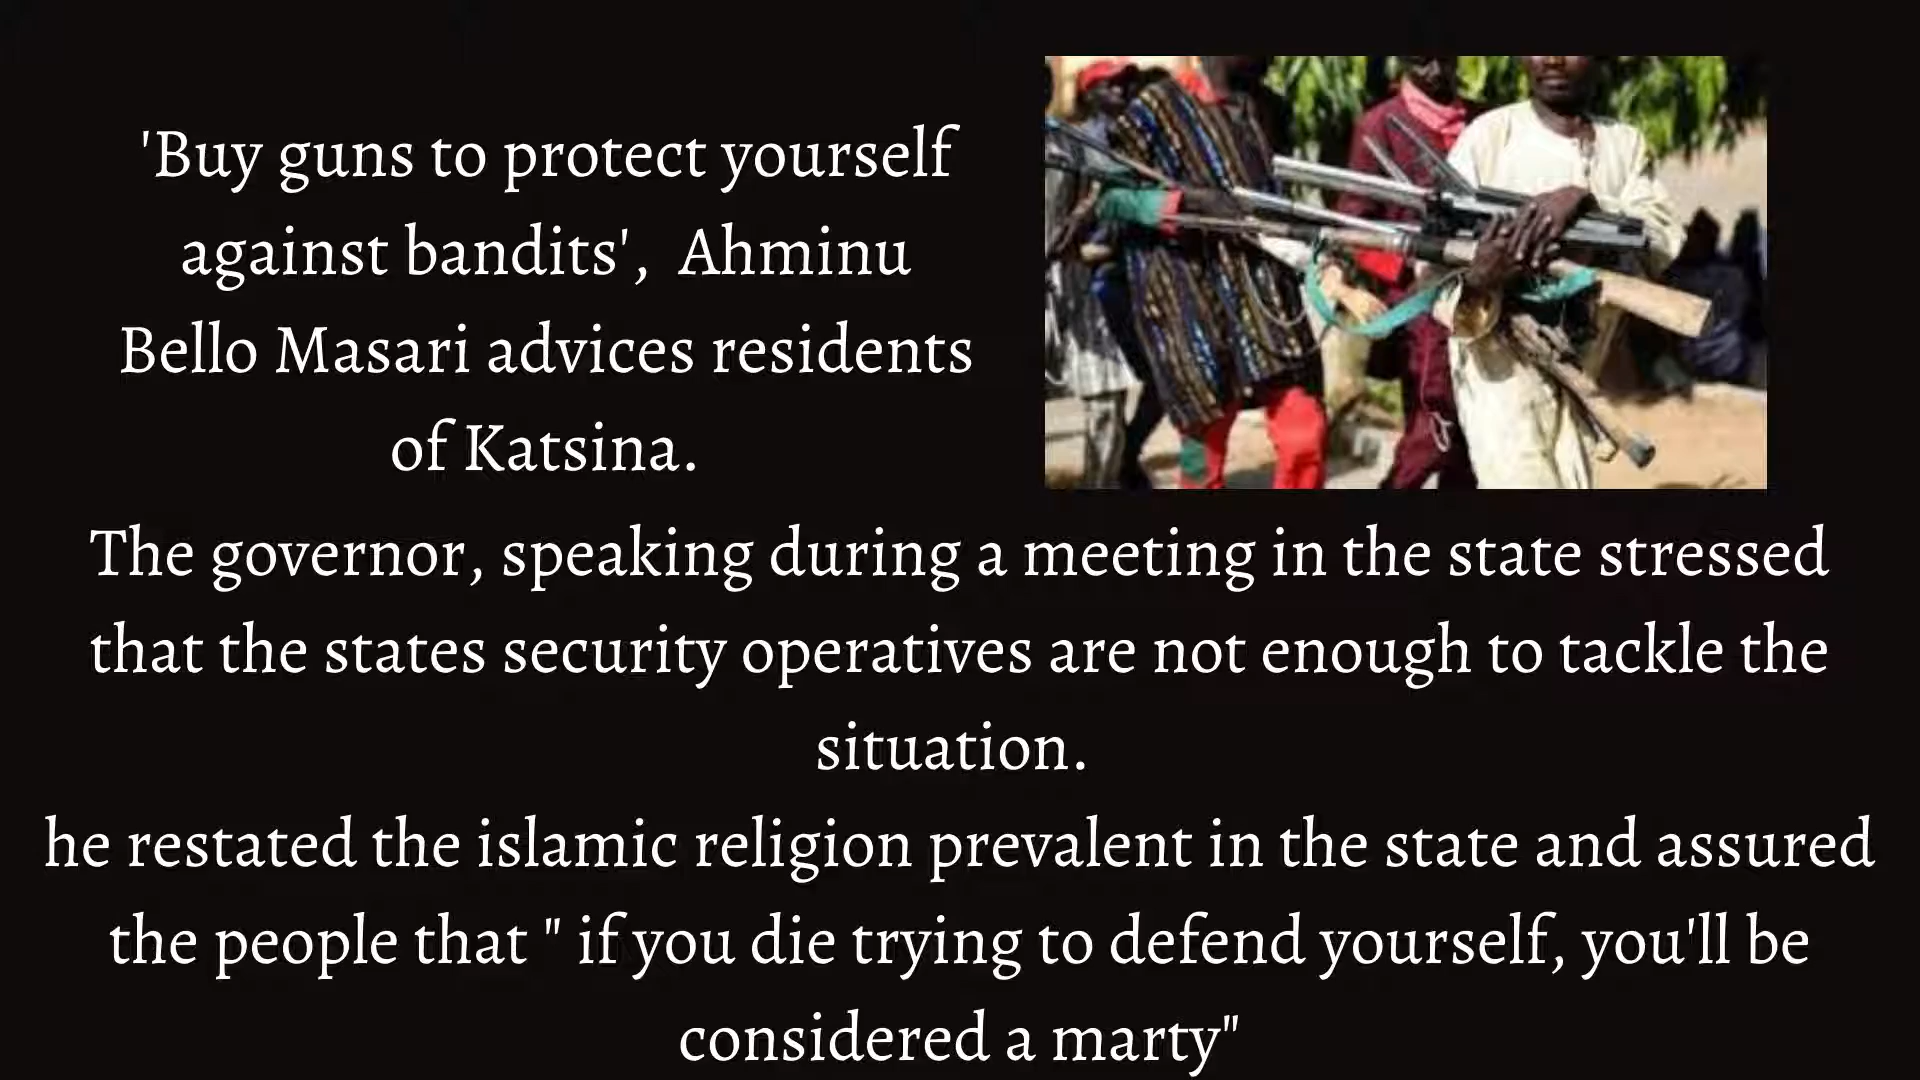 'Buy guns to protect yourself
against bandits',  Ahminu
Bello Masari advices residents
of Katsina.
The governor, speaking during a meeting in the state stressed
that the states security operatives are not enough to tackle the
situation.
he restated the islamic religion prevalent in the state and assured
the people that " if you die trying to defend yourself, you'll be
considered a marty"